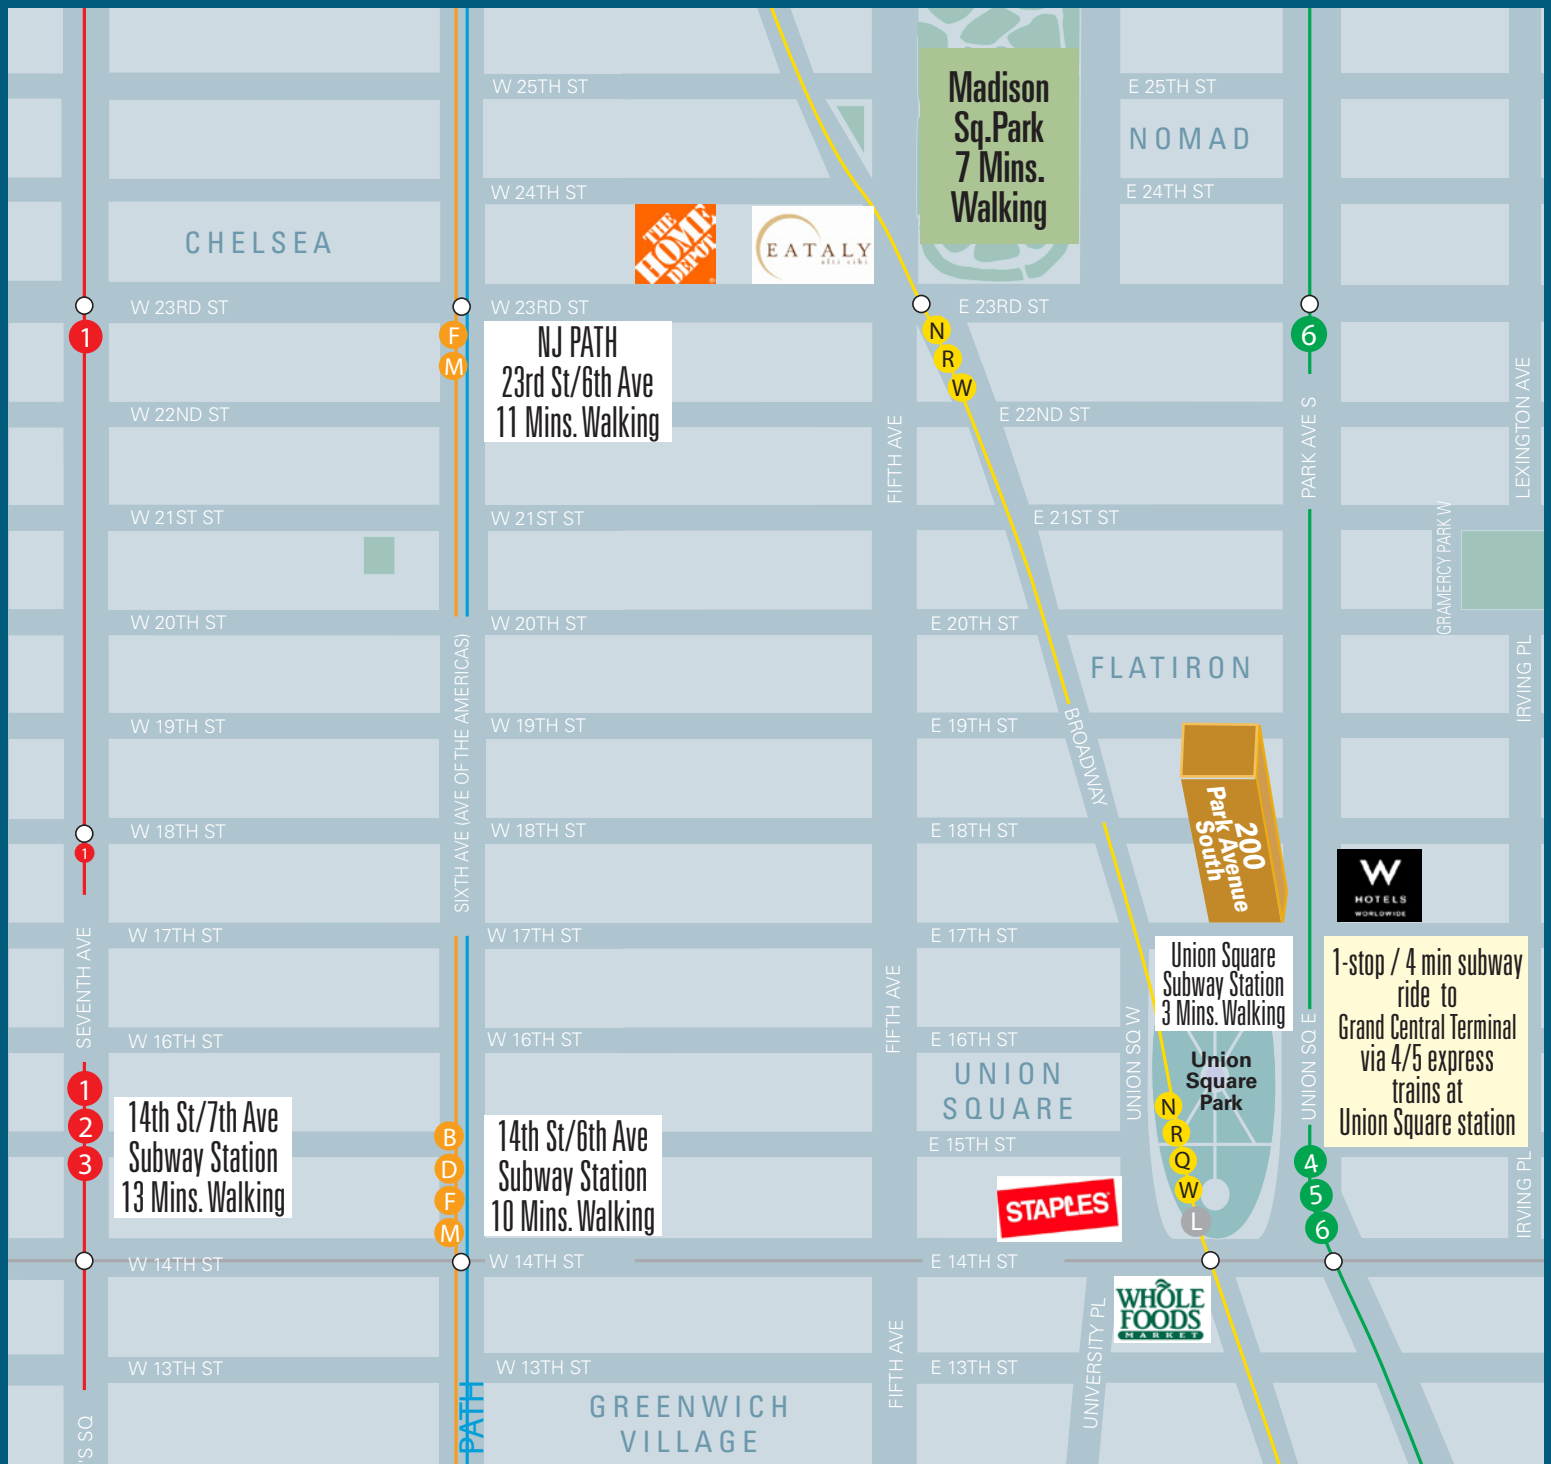 W 25TH ST
E 25TH ST
Madison
Sq.Park
7 Mins.
Walking
NOMAD
W 24TH ST
E 24TH ST
CHELSEA
THE
HOME
DEPOT
EATALY
alti cibi
W 23RD ST
W 23RD ST
E 23RD ST
1
F
M
N
R
W
6
NJ PATH
23rd St/6th Ave
11 Mins. Walking
W 22ND ST
E 22ND ST
FIFTH AVE
PARK AVE S
LEXINGTON AVE
W 21ST ST
W 21ST ST
E 21ST ST
GRAMERCY PARK W
W 20TH ST
W 20TH ST
E 20TH ST
SIXTH AVE (AVE OF THE AMERICAS)
FLATIRON
IRVING PL
W 19TH ST
W 19TH ST
E 19TH ST
BROADWAY
200
Park Avenue
South
W 18TH ST
W 18TH ST
E 18TH ST
1
W
HOTELS
WORLDWIDE
SEVENTH AVE
W 17TH ST
W 17TH ST
E 17TH ST
FIFTH AVE
Union Square
Subway Station
3 Mins. Walking
1-stop / 4 min subway
ride to
Grand Central Terminal
via 4/5 express
trains at
Union Square station
W 16TH ST
W 16TH ST
E 16TH ST
UNION SQ W
UNION SQ E
UNION
SQUARE
Union
Square
Park
1
2
3
14th St/7th Ave
Subway Station
13 Mins. Walking
B
D
F
M
14th St/6th Ave
Subway Station
10 Mins. Walking
E 15TH ST
N
R
Q
W
L
4
5
6
IRVING PL
STAPLES
W 14TH ST
W 14TH ST
E 14TH ST
WHOLE
FOODS
MARKET
UNIVERSITY PL
FIFTH AVE
W 13TH ST
W 13TH ST
E 13TH ST
PATH
GREENWICH
VILLAGE
'S SQ